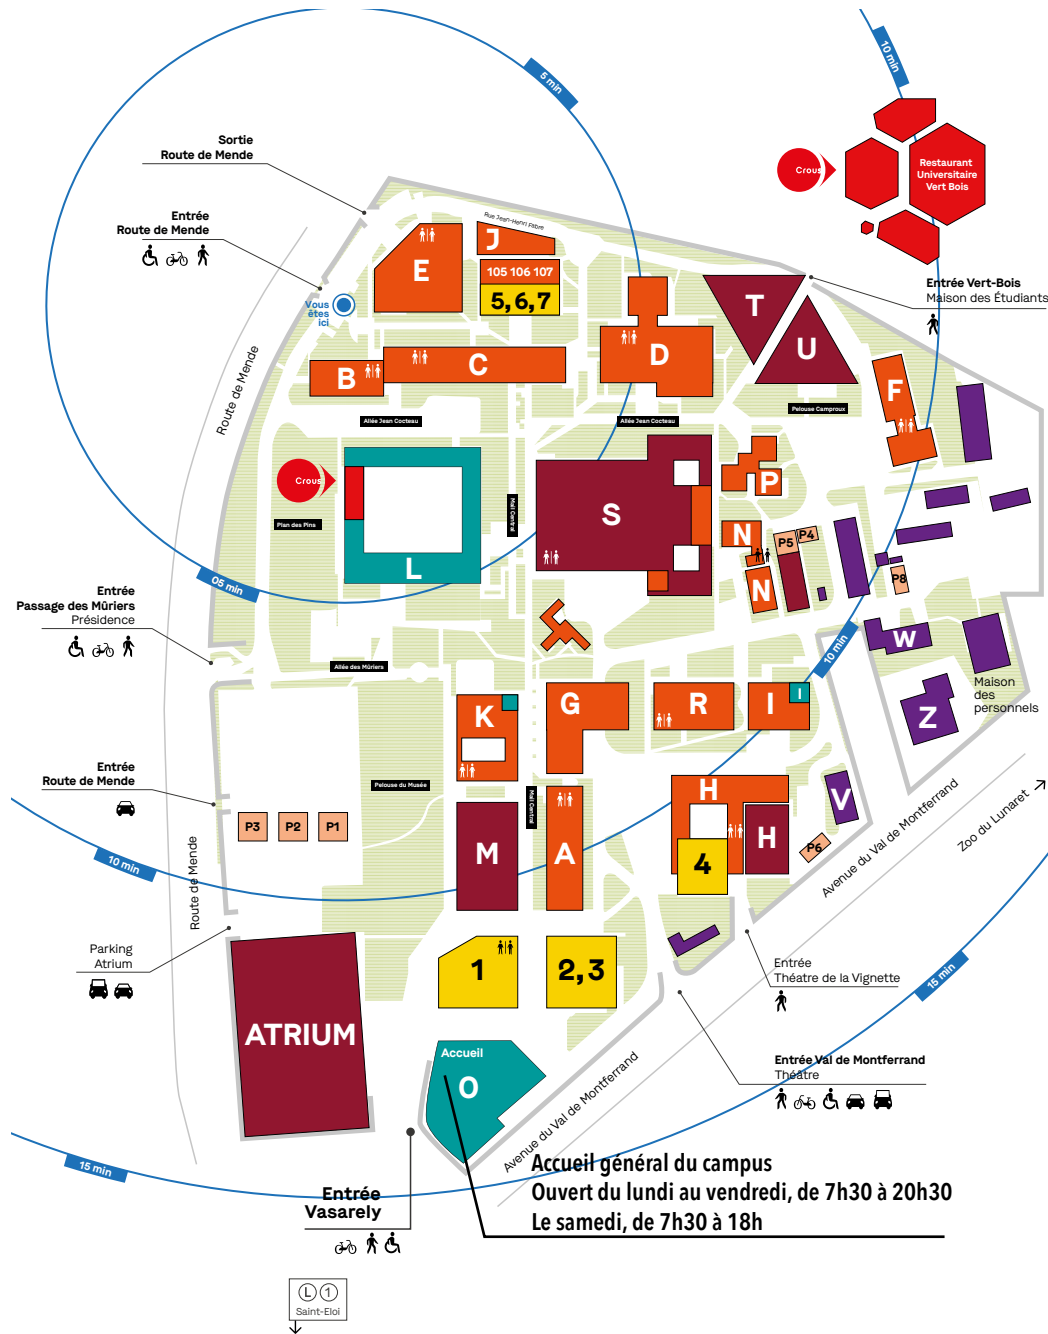 10 min
5 min
Sortie
Route de Mende
Crous
Restaurant
Universitaire
Vert Bois
Entrée
Route de Mende
Rue Jean-Henri Fabre
J
E
105 106 107
5, 6, 7
Vous
êtes
ici
Entrée Vert-Bois
Maison des Étudiants
T
U
D
C
B
F
Route de Mende
Allée Jean Cocteau
Allée Jean Cocteau
Pelouse Camproux
Crous
Plan des Pins
Mail Central
S
P
N
N
P5
P4
P8
L
05 min
Entrée
Passage des Mûriers
Présidence
Allée des Mûriers
10 min
W
Maison
des
personnels
Z
K
G
R
I
I
Entrée
Route de Mende
Pelouse du Musée
Mail Central
H
V
P3
P2
P1
M
A
H
4
P6
Avenue du Val de Montferrand
Zoo du Lunaret
10 min
Route de Mende
Parking
Atrium
1
2, 3
Entrée
Théatre de la Vignette
15 min
ATRIUM
Accueil
O
Entrée Val de Montferrand
Théâtre
Avenue du Val de Montferrand
15 min
Accueil général du campus
Ouvert du lundi au vendredi, de 7h30 à 20h30
Le samedi, de 7h30 à 18h
Entrée
Vasarely
L 1
Saint-Eloi